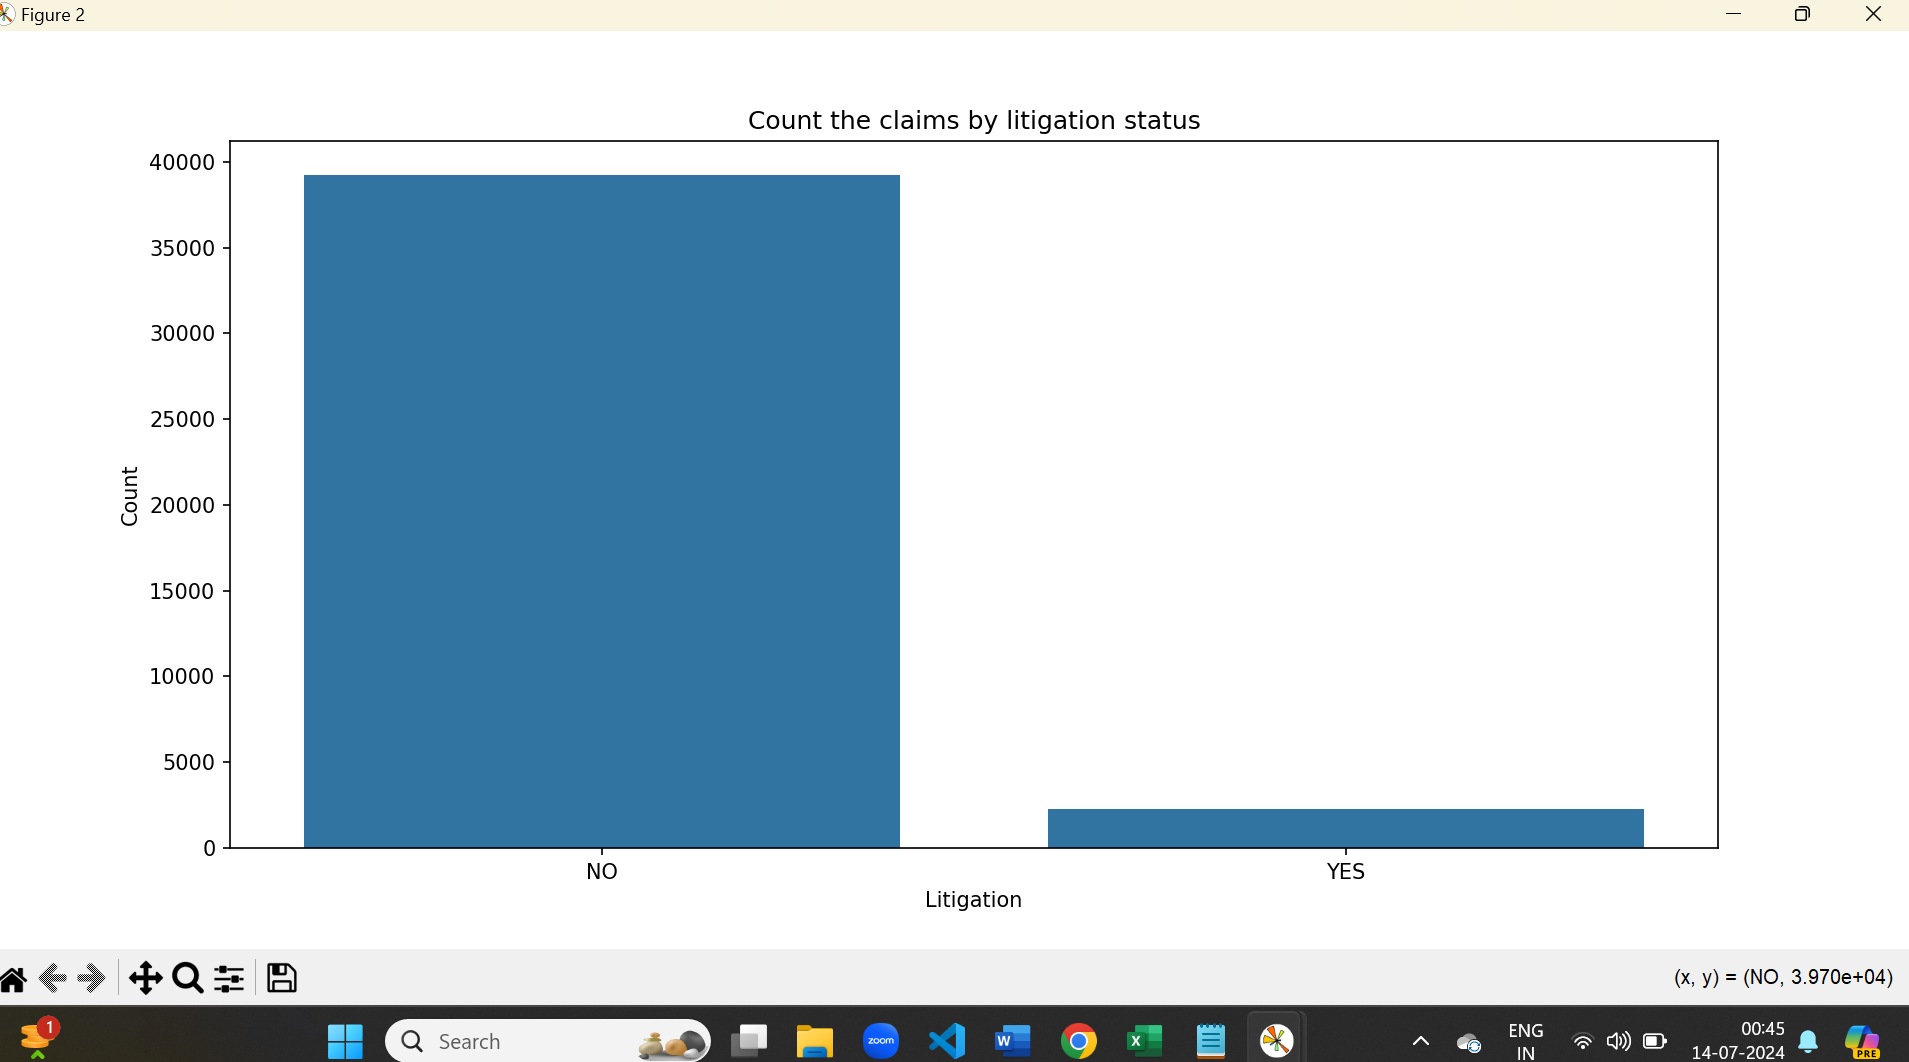 Figure 2
Count the claims by litigation status
40000
35000
30000
25000
20000
15000
10000
5000
0
Count
NO
YES
Litigation
(x, y) = (NO, 3.970e+04)
1
Search
zoom
W
X
ENG
IN
00:45
14-07-2024
PRE